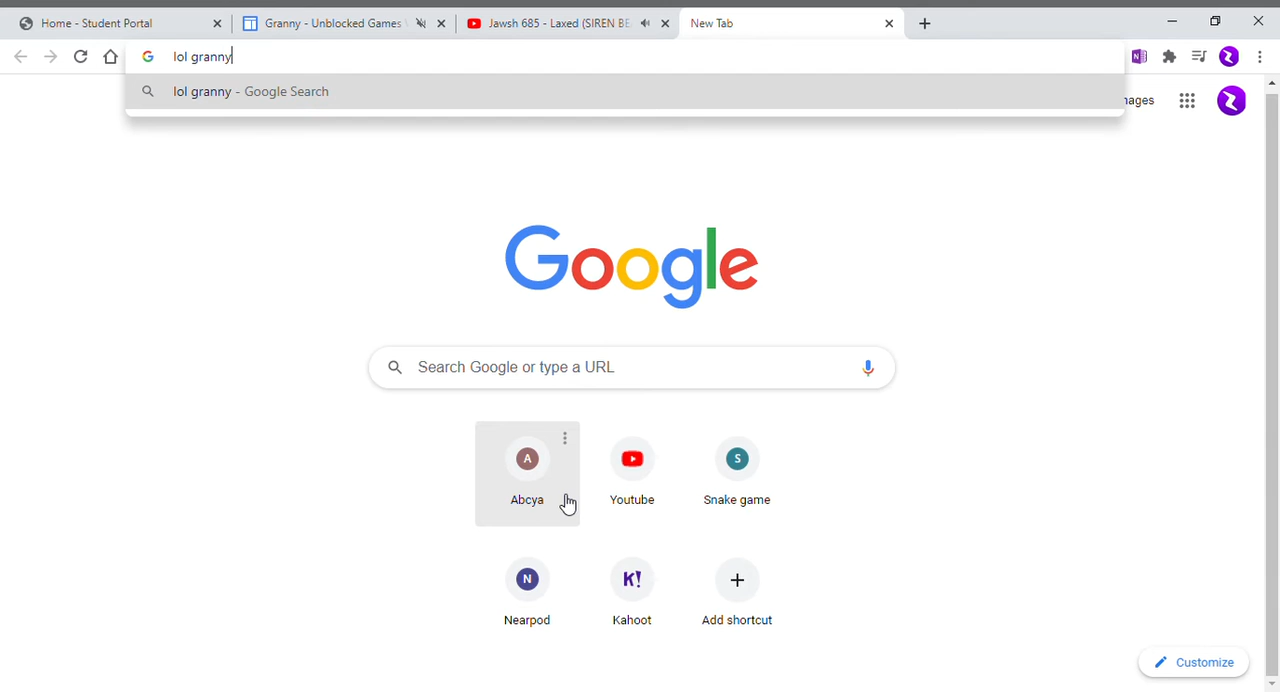 Home - Student Portal
Granny - Unblocked Games
Jawsh 685 - Laxed (SIREN BE
New Tab
lol granny
lol granny - Google Search
Google
Search Google or type a URL
A
Abcya
Youtube
S
Snake game
N
Nearpod
K!
Kahoot
Add shortcut
Customize